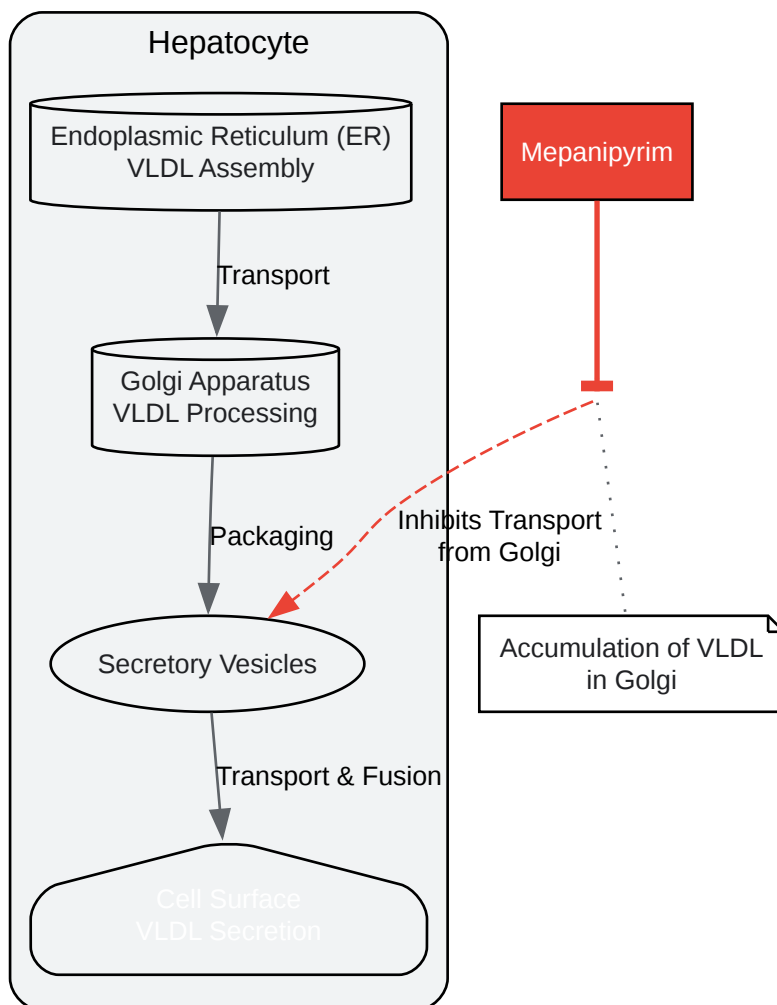 Hepatocyte
Endoplasmic Reticulum (ER)
VLDL Assembly
Mepanipyrim
Transport
Golgi Apparatus
VLDL Processing
Packaging
Inhibits Transport
from Golgi
Secretory Vesicles
Accumulation of VLDL
in Golgi
Transport & Fusion
Cell Surface
VLDL Secretion